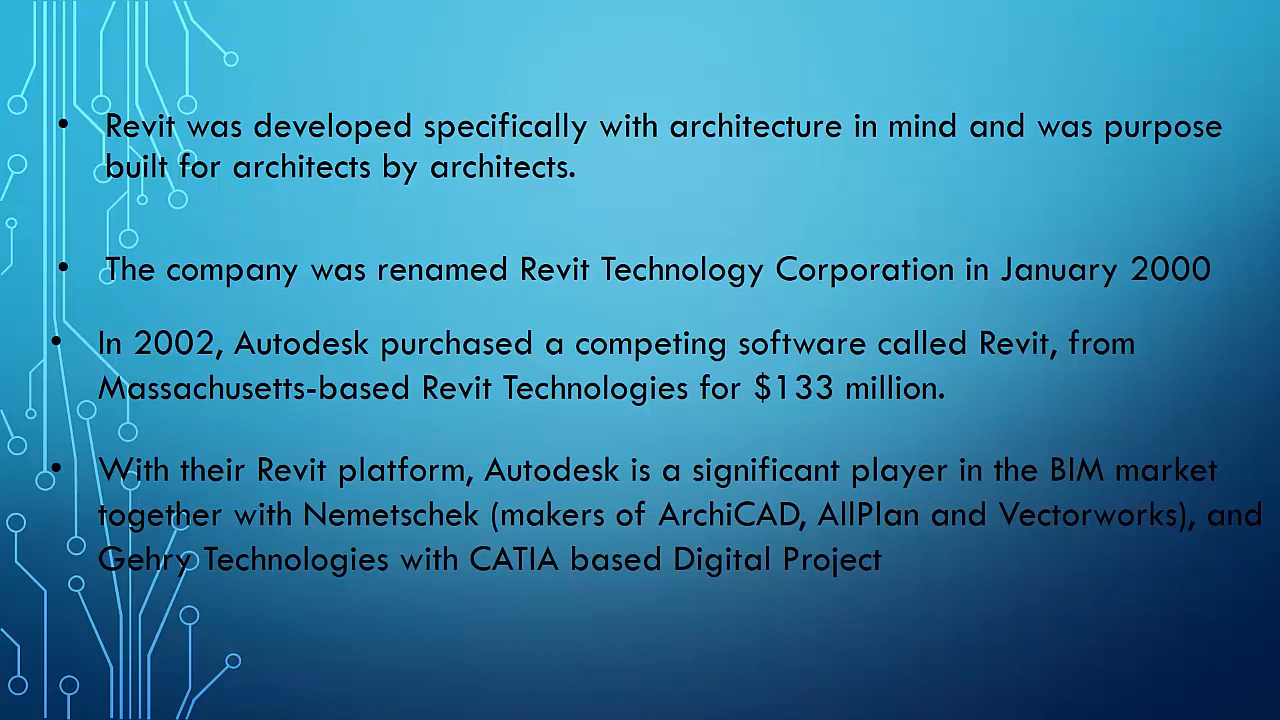 • Revit was developed specifically with architecture in mind and was purpose
built for architects by architects.
• The company was renamed Revit Technology Corporation in January 2000
• In 2002, Autodesk purchased a competing software called Revit, from
Massachusetts-based Revit Technologies for $133 million.
• With their Revit platform, Autodesk is a significant player in the BIM market
together with Nemetschek (makers of ArchiCAD, AllPlan and Vectorworks), and
Gehry Technologies with CATIA based Digital Project